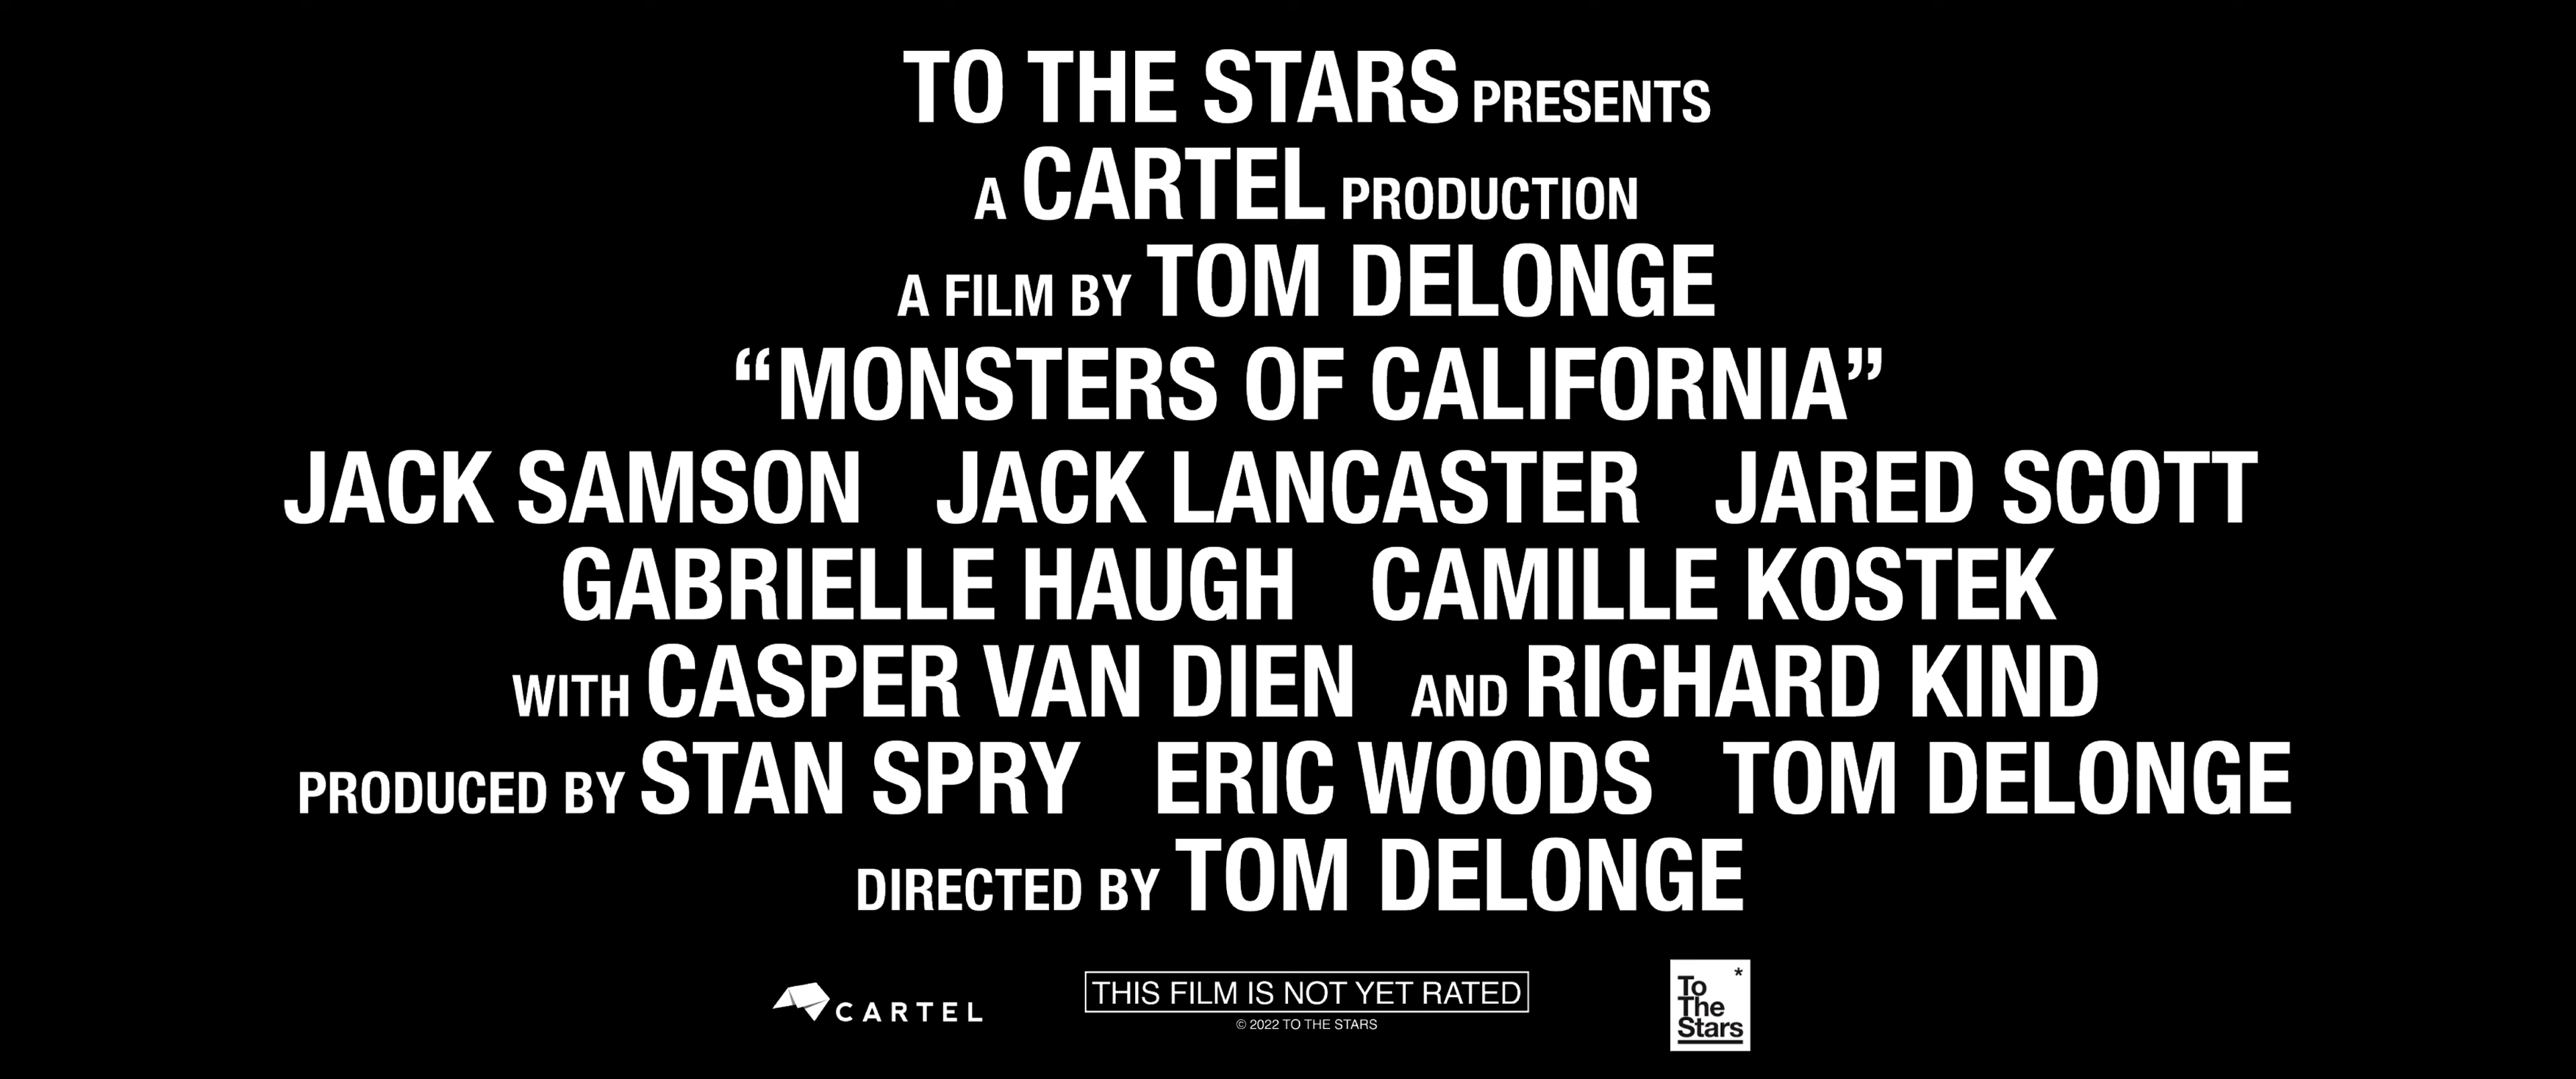 TO THE STARS PRESENTS
A CARTEL PRODUCTION
A FILM BY TOM DELONGE
“MONSTERS OF CALIFORNIA”
JACK SAMSON JACK LANCASTER JARED SCOTT
GABRIELLE HAUGH CAMILLE KOSTEK
WITH CASPER VAN DIEN AND RICHARD KIND
PRODUCED BY STAN SPRY ERIC WOODS TOM DELONGE
DIRECTED BY TOM DELONGE
CARTEL
THIS FILM IS NOT YET RATED
© 2022 TO THE STARS
To *
The
Stars